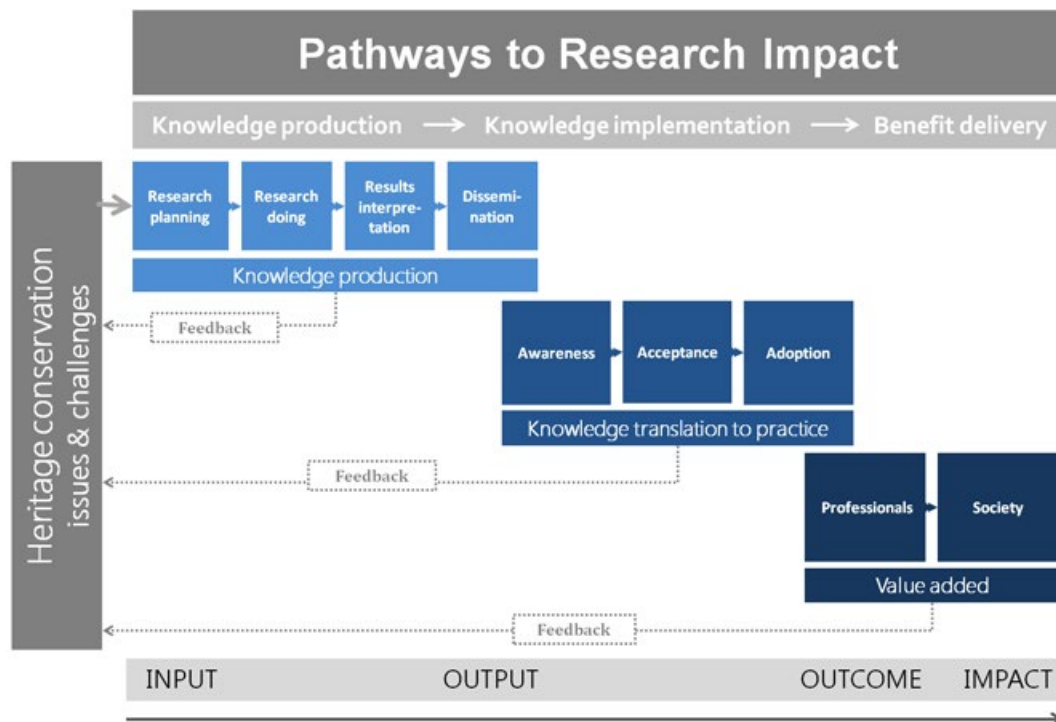 Pathways to Research Impact
Knowledge production → Knowledge implementation → Benefit delivery
Heritage conservation
issues & challenges
Research
planning
Research
doing
Results
interpre-
tation
Dissemi-
nation
Knowledge production
Feedback
Awareness
Acceptance
Adoption
Knowledge translation to practice
Feedback
Professionals
Society
Value added
Feedback
INPUT
OUTPUT
OUTCOME
IMPACT